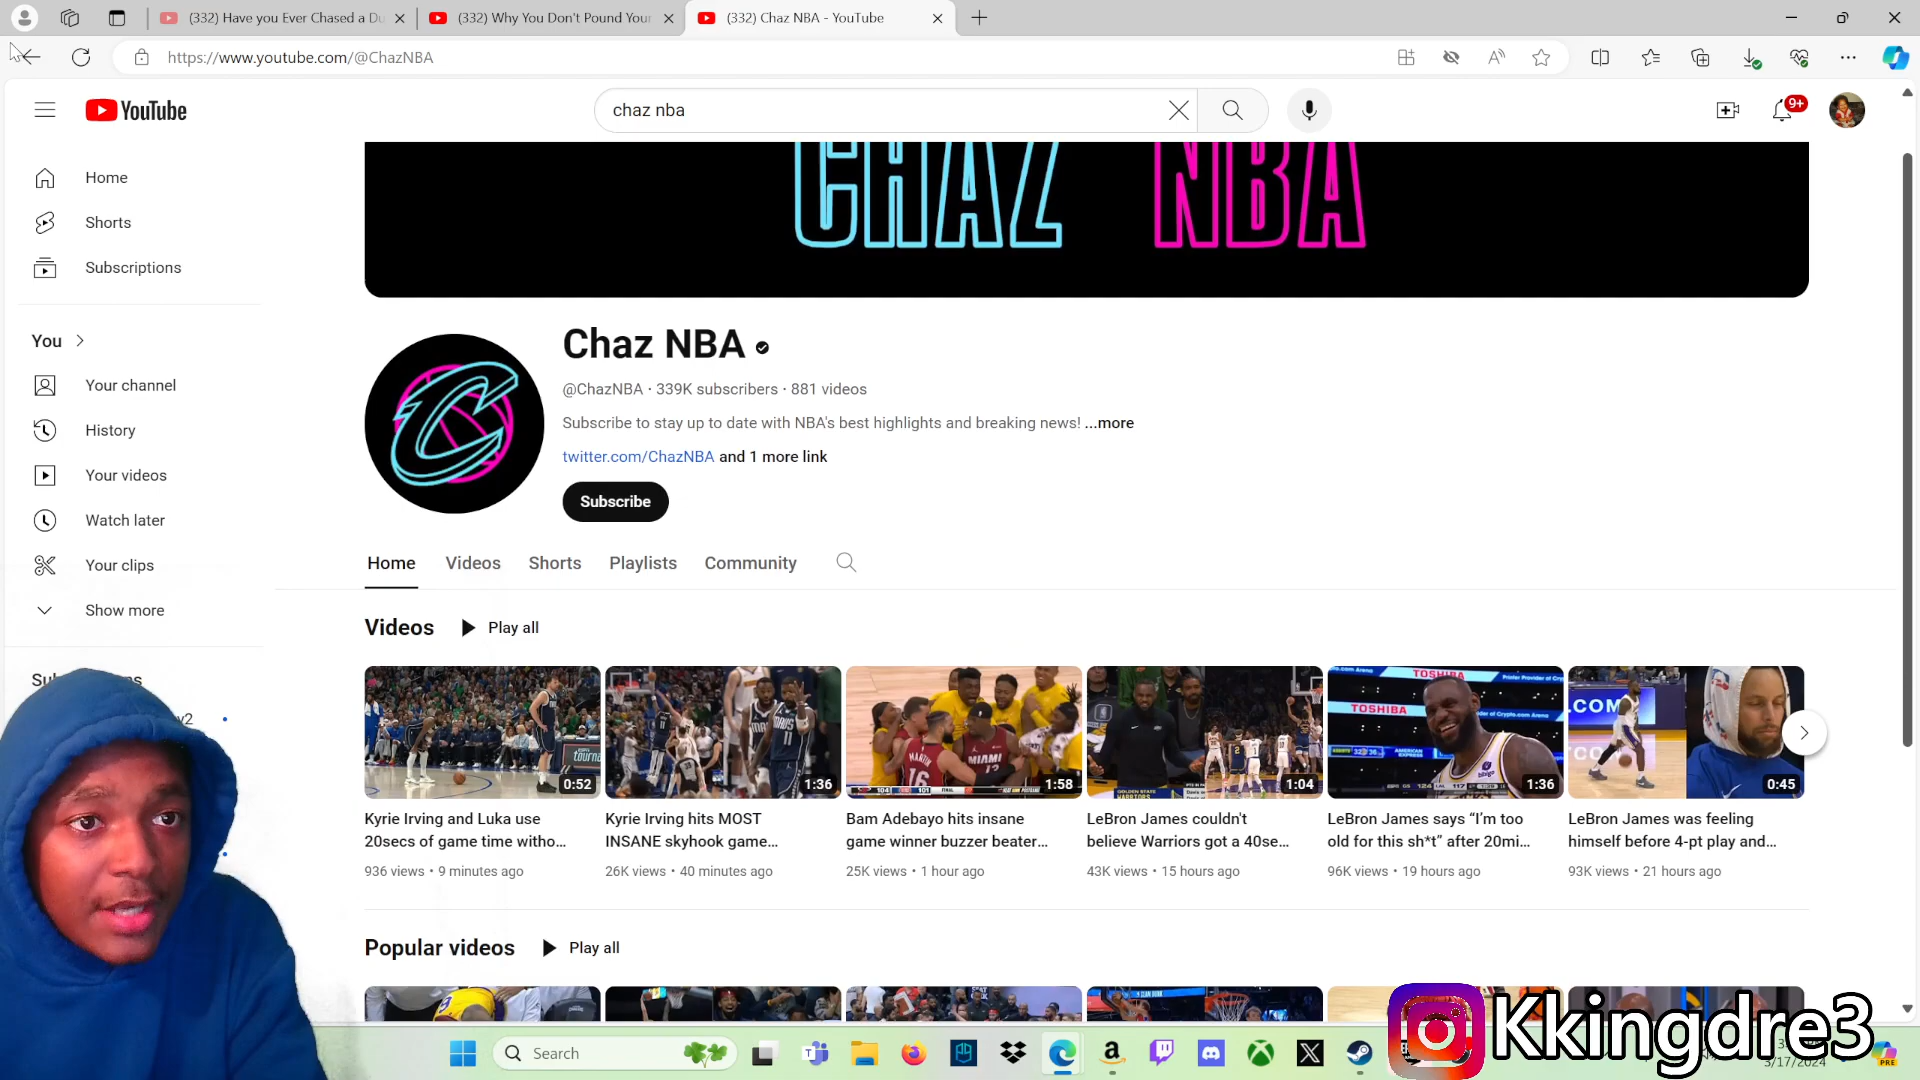 (332) Have you Ever Chased a Du
(332) Why You Don't Pound Your
(332) Chaz NBA - YouTube
https://www.youtube.com/@ChazNBA
YouTube
chaz nba
9+
CHAZ NBA
Home
Shorts
Subscriptions
You
Your channel
History
Your videos
Watch later
Your clips
Show more
Chaz NBA
@ChazNBA · 339K subscribers · 881 videos
Subscribe to stay up to date with NBA's best highlights and breaking news! ...more
twitter.com/ChazNBA and 1 more link
Subscribe
Home Videos Shorts Playlists Community
Videos Play all
0:52
1:36
1:58
1:04
1:36
0:45
Kyrie Irving and Luka use
20secs of game time witho...
936 views · 9 minutes ago
Kyrie Irving hits MOST
INSANE skyhook game...
26K views · 40 minutes ago
Bam Adebayo hits insane
game winner buzzer beater...
25K views · 1 hour ago
LeBron James couldn't
believe Warriors got a 40se...
43K views · 15 hours ago
LeBron James says “I’m too
old for this sh*t” after 20mi...
96K views · 19 hours ago
LeBron James was feeling
himself before 4-pt play and...
93K views · 21 hours ago
Popular videos Play all
Search
Kkingdre3
3/17/2024